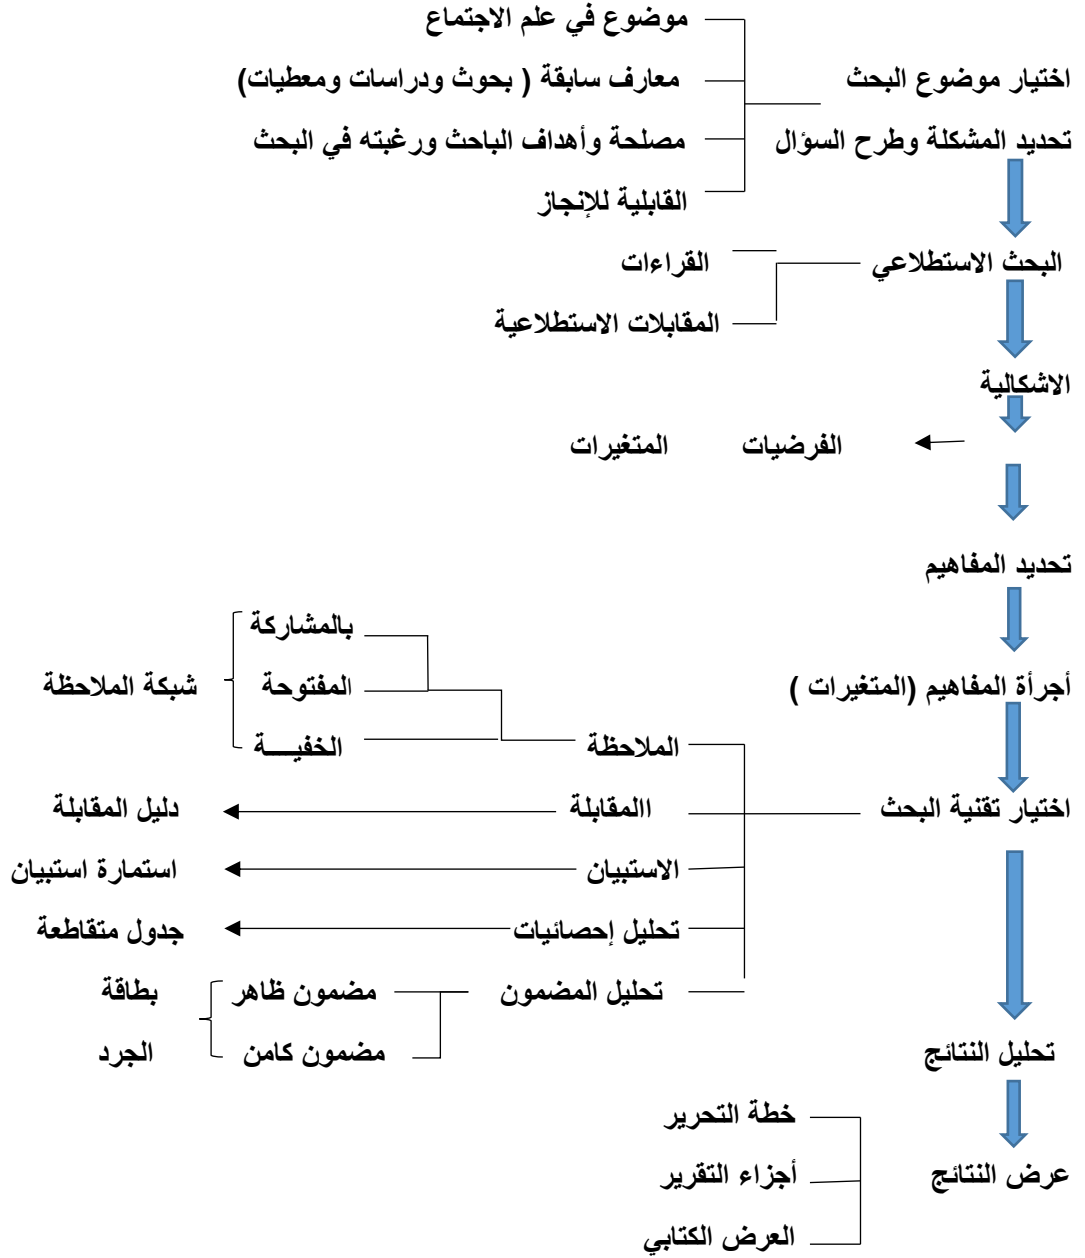 موضوع في علم الاجتماع
اختيار موضوع البحث
معارف سابقة ( بحوث ودراسات ومعطيات)
تحديد المشكلة وطرح السؤال
مصلحة وأهداف الباحث ورغبته في البحث
القابلية للإنجاز
البحث الاستطلاعي
القراءات
المقابلات الاستطلاعية
الاشكالية
الفرضيات المتغيرات
تحديد المفاهيم
بالمشاركة
أجرأة المفاهيم (المتغيرات )
المفتوحة
شبكة الملاحظة
الملاحظة
الخفيـــــة
اختيار تقنية البحث
االمقابلة
دليل المقابلة
الاستبيان
استمارة استبيان
تحليل إحصائيات
جدول متقاطعة
تحليل المضمون
مضمون ظاهر
بطاقة
تحليل النتائج
مضمون كامن
الجرد
خطة التحرير
عرض النتائج
أجزاء التقرير
العرض الكتابي